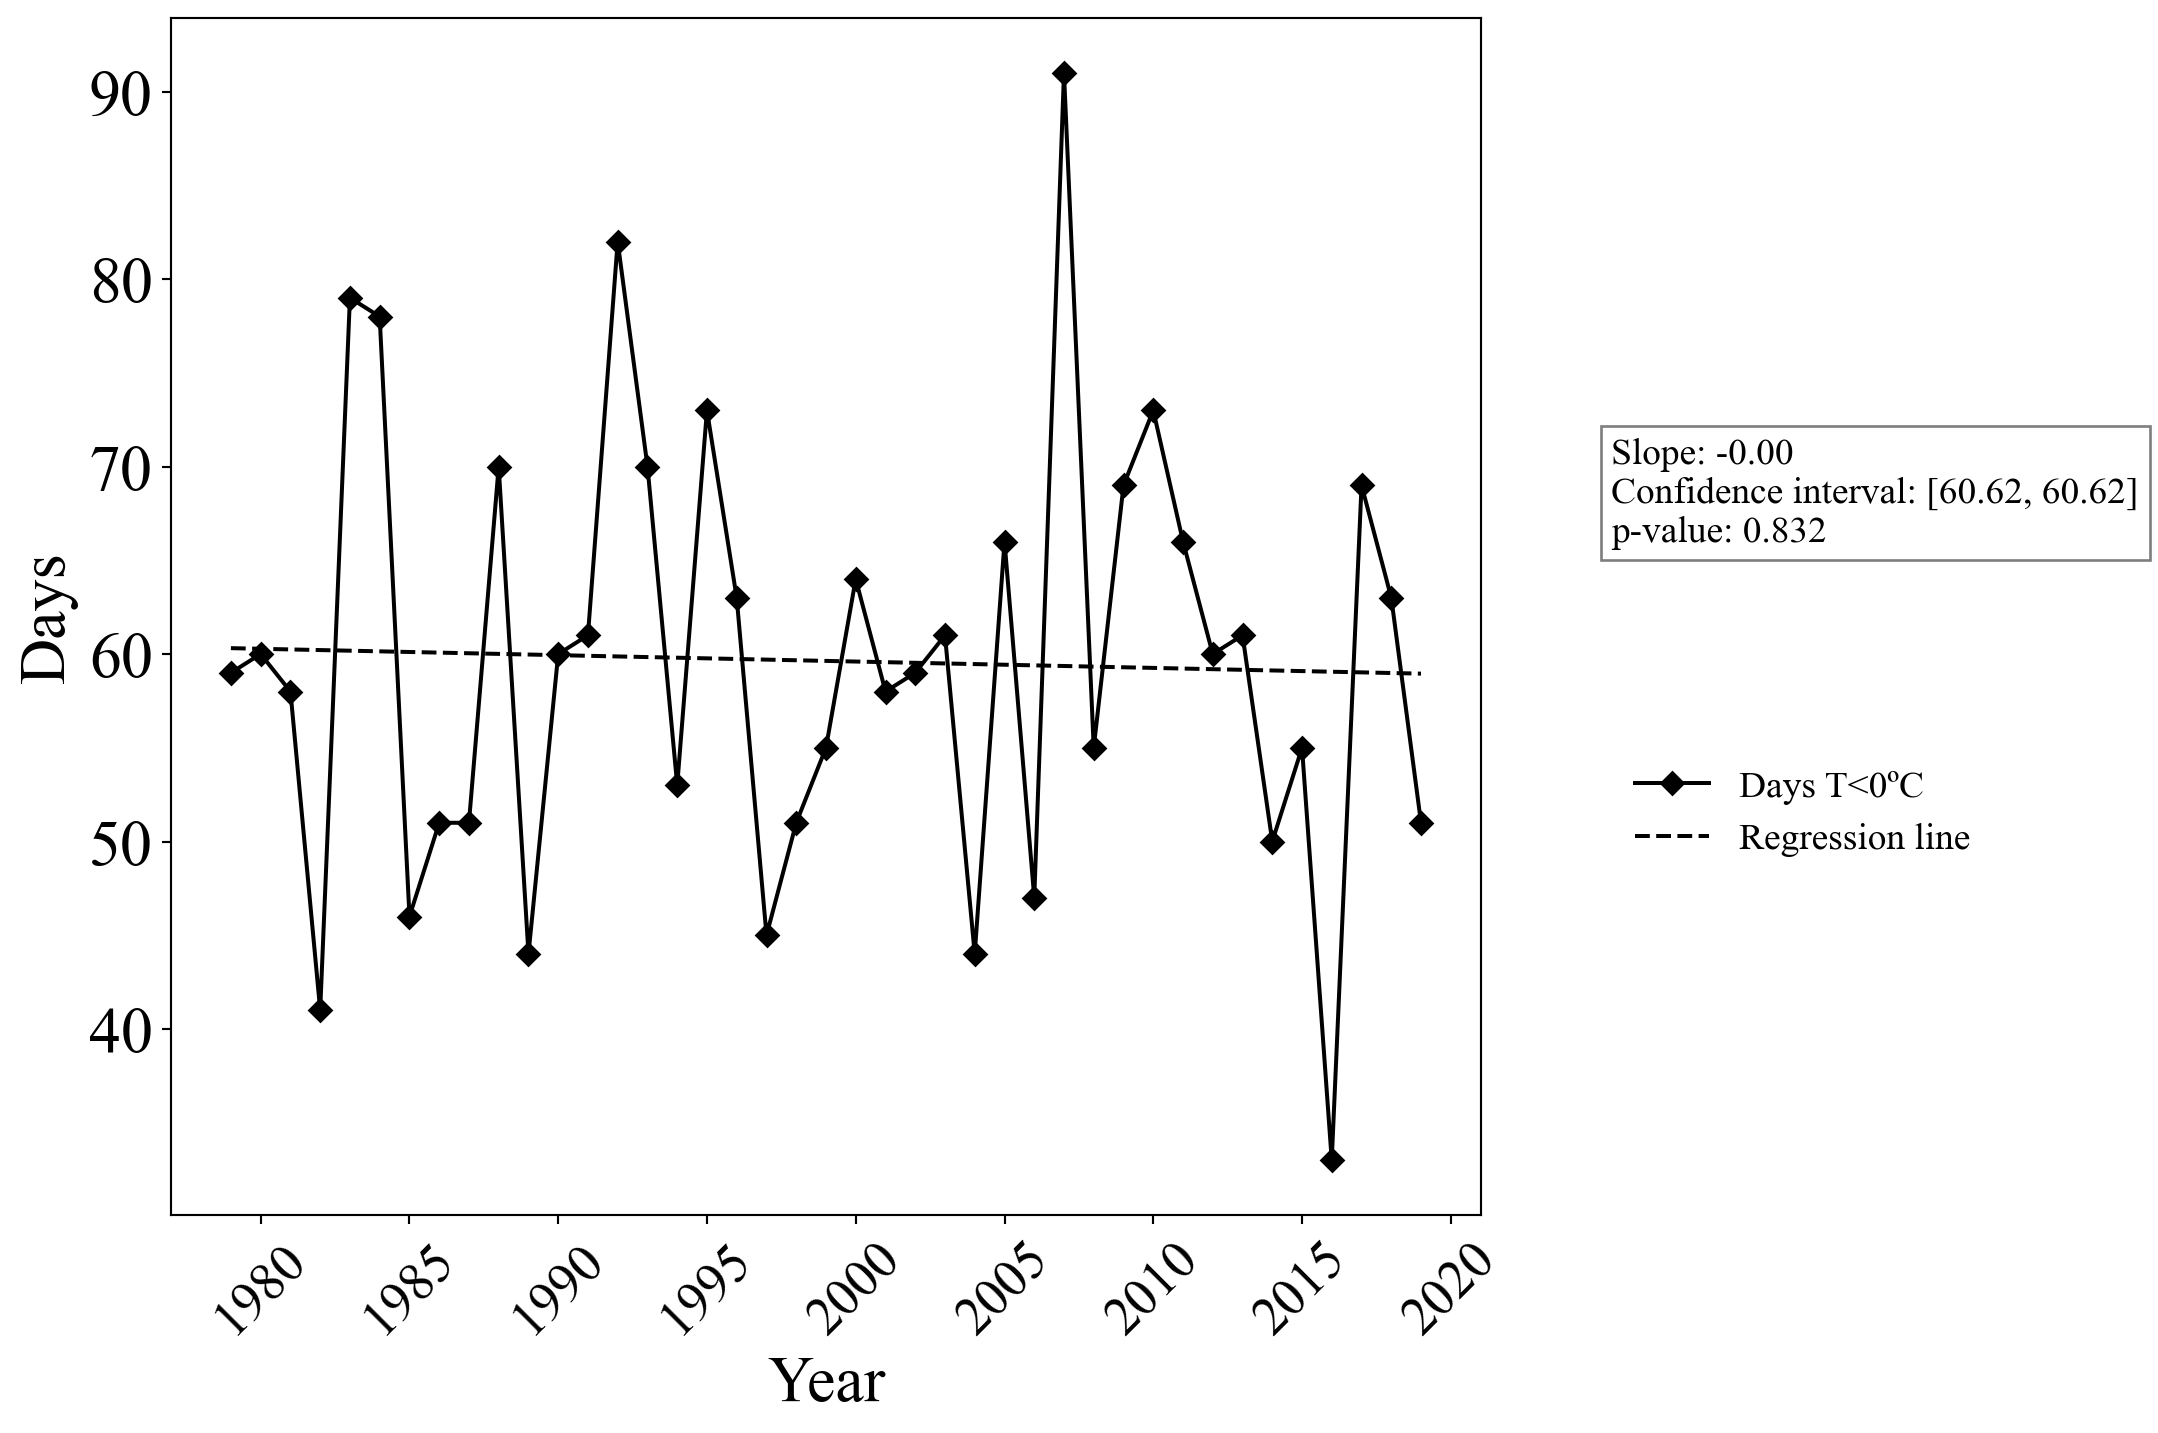 90
80
70
60
50
40
Days
1980
1985
1990
1995
2000
2005
2010
2015
2020
Year
Slope: -0.00
Confidence interval: [60.62, 60.62]
p-value: 0.832
Days T<0ºC
Regression line